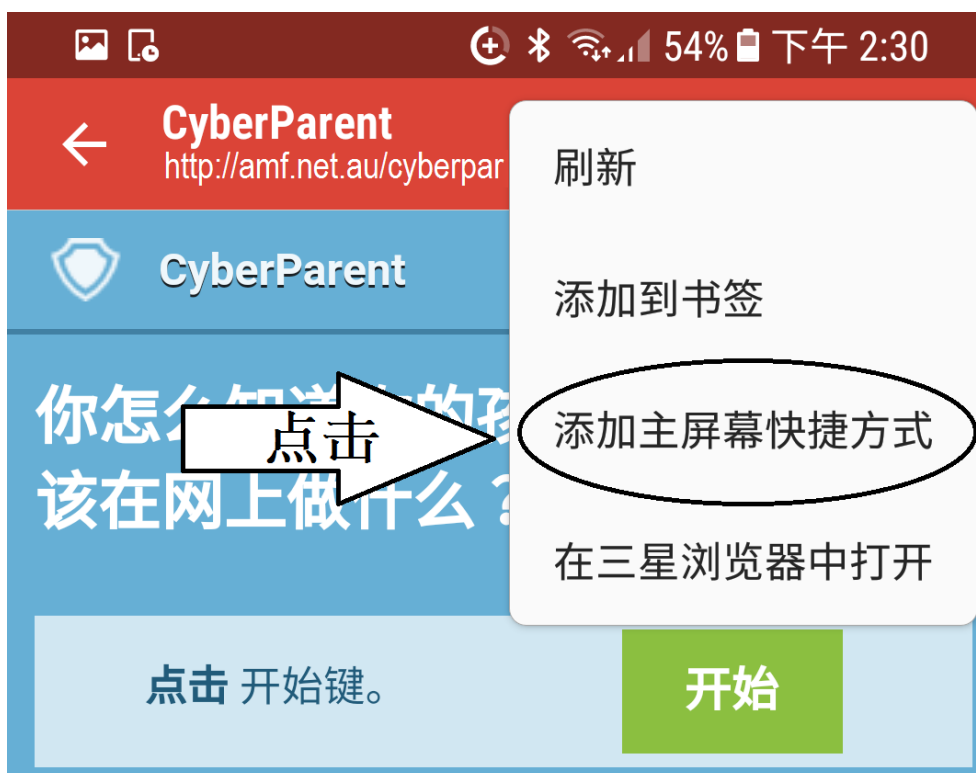 54% 下午 2:30
CyberParent
http://amf.net.au/cyberpar
刷新
CyberParent
添加到书签
你怎
点击
添加主屏幕快捷方式
该在网上做什么？
在三星浏览器中打开
点击 开始键。
开始